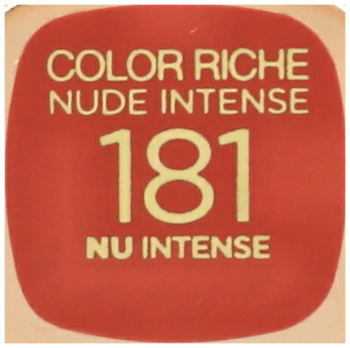 COLOR RICHE
NUDE INTENSE
181
NU INTENSE